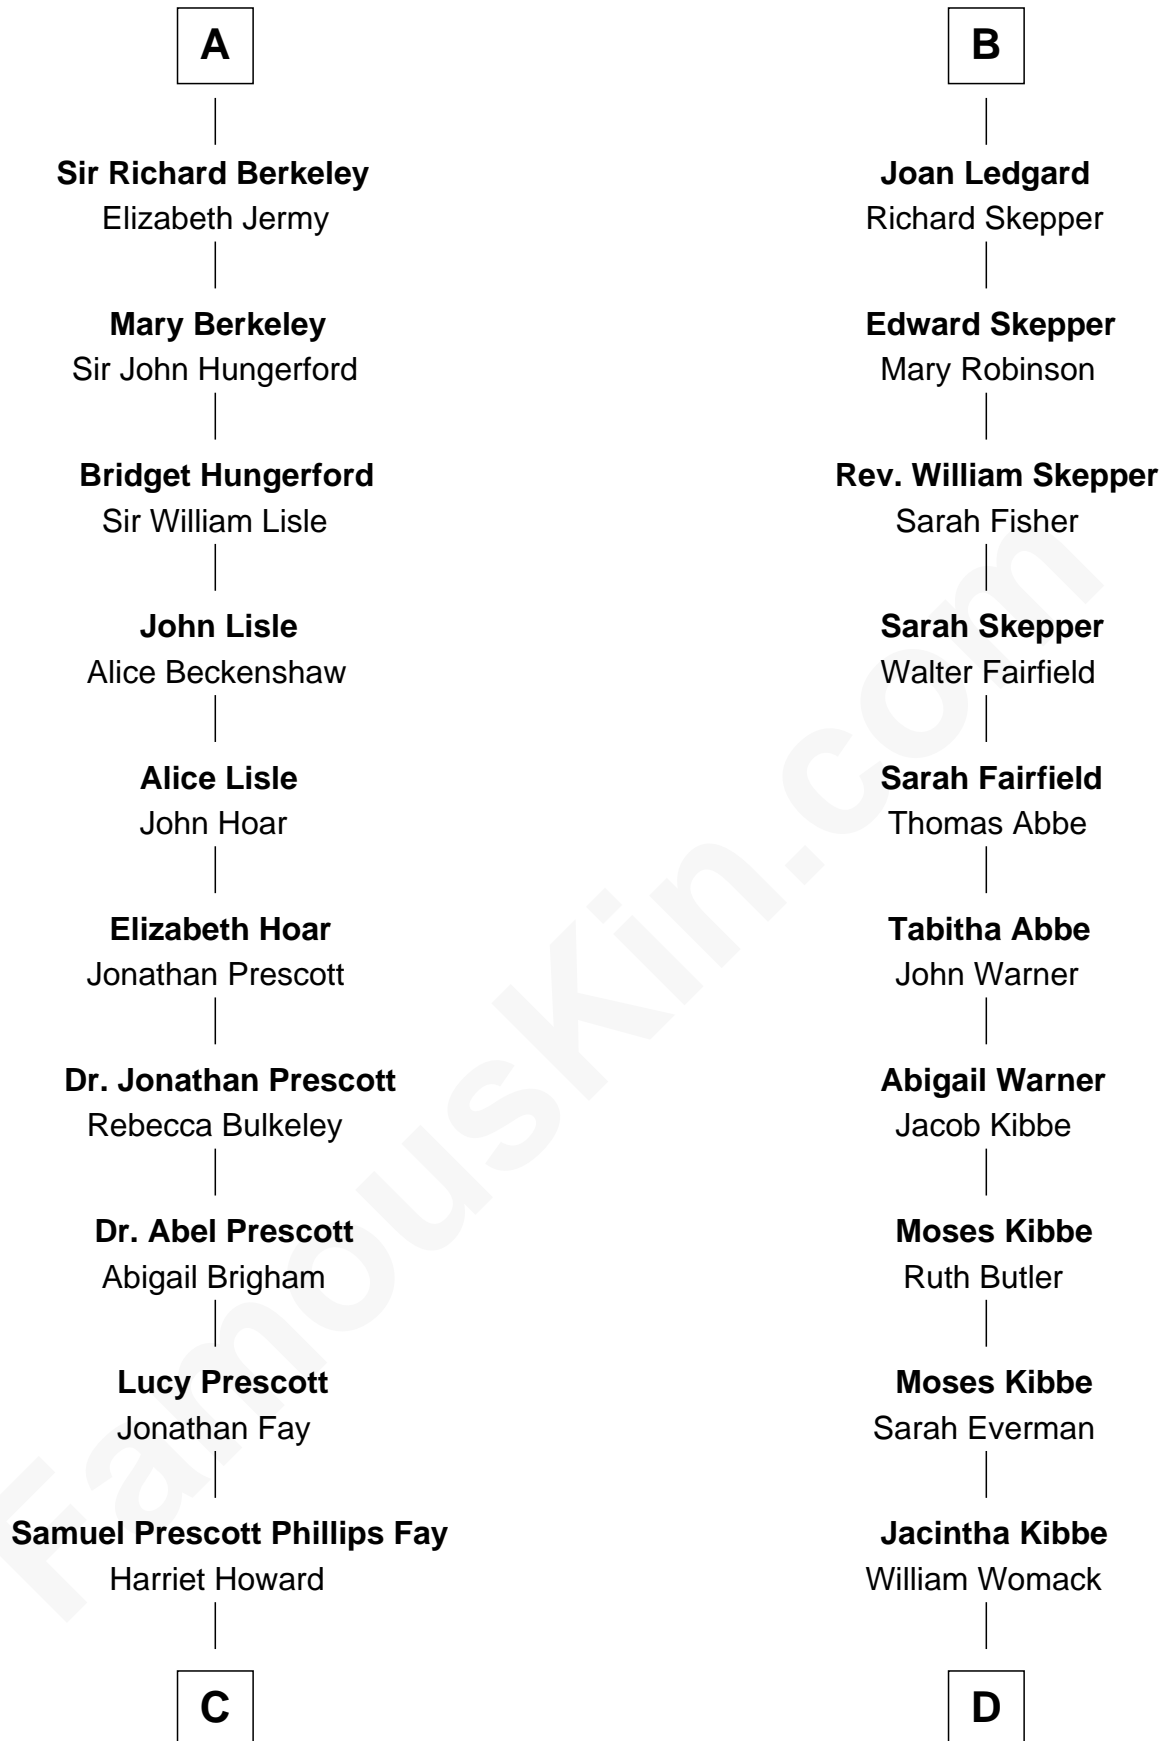 A
Sir Richard Berkeley
Elizabeth Jermy
Mary Berkeley
Sir John Hungerford
Bridget Hungerford
Sir William Lisle
John Lisle
Alice Beckenshaw
Alice Lisle
John Hoar
Elizabeth Hoar
Jonathan Prescott
Dr. Jonathan Prescott
Rebecca Bulkeley
Dr. Abel Prescott
Abigail Brigham
Lucy Prescott
Jonathan Fay
Samuel Prescott Phillips Fay
Harriet Howard
C
B
Joan Ledgard
Richard Skepper
Edward Skepper
Mary Robinson
Rev. William Skepper
Sarah Fisher
Sarah Skepper
Walter Fairfield
Sarah Fairfield
Thomas Abbe
Tabitha Abbe
John Warner
Abigail Warner
Jacob Kibbe
Moses Kibbe
Ruth Butler
Moses Kibbe
Sarah Everman
Jacintha Kibbe
William Womack
D
FamousKin.com